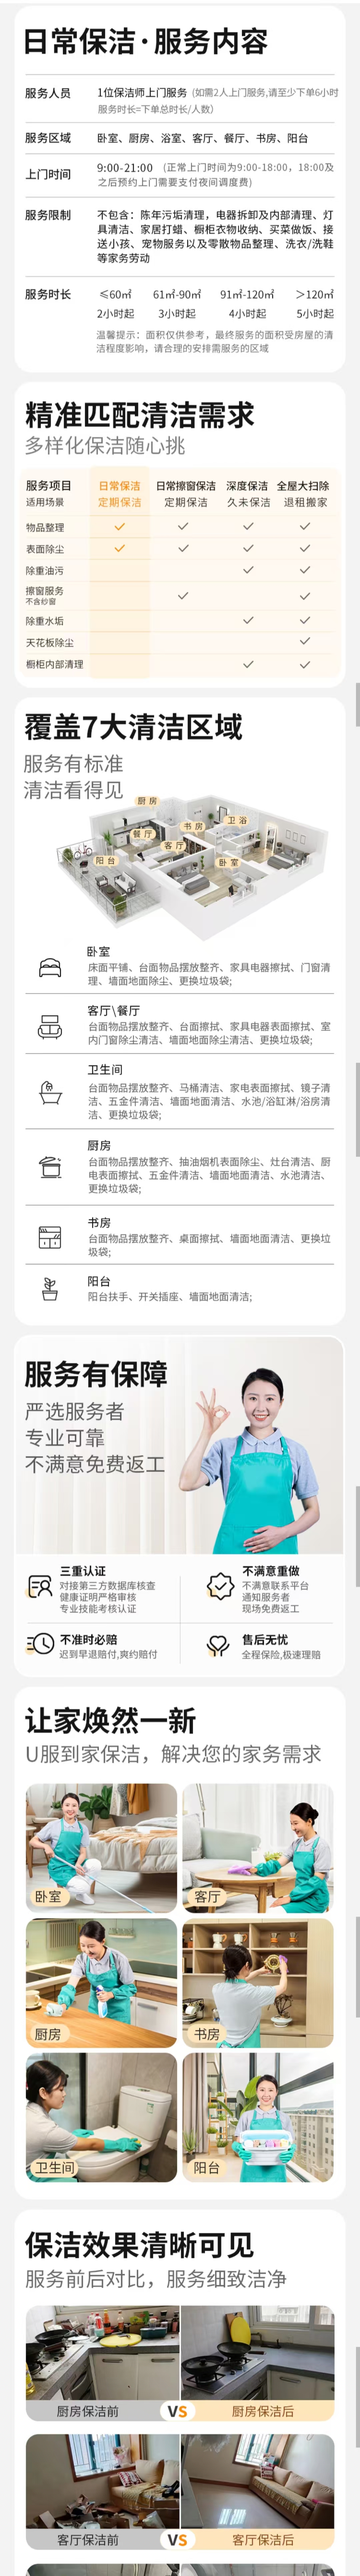 日常保洁·服务内容
服务人员
1位保洁师上门服务 (如需2人上门服务,请至少下单6小时
服务时长=下单总时长/人数)
服务区域
卧室、厨房、浴室、客厅、餐厅、书房、阳台
上门时间
9:00-21:00 (正常上门时间为9:00-18:00，18:00及
之后预约上门需要支付夜间调度费)
服务限制
不包含：陈年污垢清理，电器拆卸及内部清理、灯
具清洁、家居打蜡、橱柜衣物收纳、买菜做饭、接
送小孩、宠物服务以及零散物品整理、洗衣/洗鞋
等家务劳动
服务时长
≤60㎡ 61㎡-90㎡ 91㎡-120㎡ ＞120㎡
2小时起 3小时起 4小时起 5小时起
温馨提示：面积仅供参考，最终服务的面积受房屋的清
洁程度影响，请合理的安排需服务的区域
精准匹配清洁需求
多样化保洁随心挑
服务项目 日常保洁 日常擦窗保洁 深度保洁 全屋大扫除
适用场景 定期保洁 定期保洁 久未保洁 退租搬家
物品整理
表面除尘
除重油污
擦窗服务
不含纱窗
除重水垢
天花板除尘
橱柜内部清理
覆盖7大清洁区域
服务有标准
清洁看得见
厨房
卫浴
书房
餐厅
客厅
阳台
卧室
卧室
床面平铺、台面物品摆放整齐、家具电器擦拭、门窗清
理、墙面地面除尘、更换垃圾袋;
客厅\餐厅
台面物品摆放整齐、台面擦拭、家具电器表面擦拭、室
内门窗除尘清洁、墙面地面除尘清洁、更换垃圾袋;
卫生间
台面物品摆放整齐、马桶清洁、家电表面擦拭、镜子清
洁、五金件清洁、墙面地面清洁、水池/浴缸淋/浴房清
洁、更换垃圾袋;
厨房
台面物品摆放整齐、抽油烟机表面除尘、灶台清洁、厨
电表面擦拭、五金件清洁、墙面地面清洁、水池清洁、
更换垃圾袋;
书房
台面物品摆放整齐、桌面擦拭、墙面地面清洁、更换垃
圾袋;
阳台
阳台扶手、开关插座、墙面地面清洁;
服务有保障
严选服务者
专业可靠
不满意免费返工
三重认证
对接第三方数据库核查
健康证明严格审核
专业技能考核认证
不满意重做
不满意联系平台
通知服务者
现场免费返工
不准时必赔
迟到早退赔付,爽约赔付
售后无忧
全程保险,极速理赔
让家焕然一新
U服到家保洁，解决您的家务需求
卧室
客厅
厨房
书房
卫生间
阳台
保洁效果清晰可见
服务前后对比，服务细致洁净
厨房保洁前 VS 厨房保洁后
客厅保洁前 VS 客厅保洁后